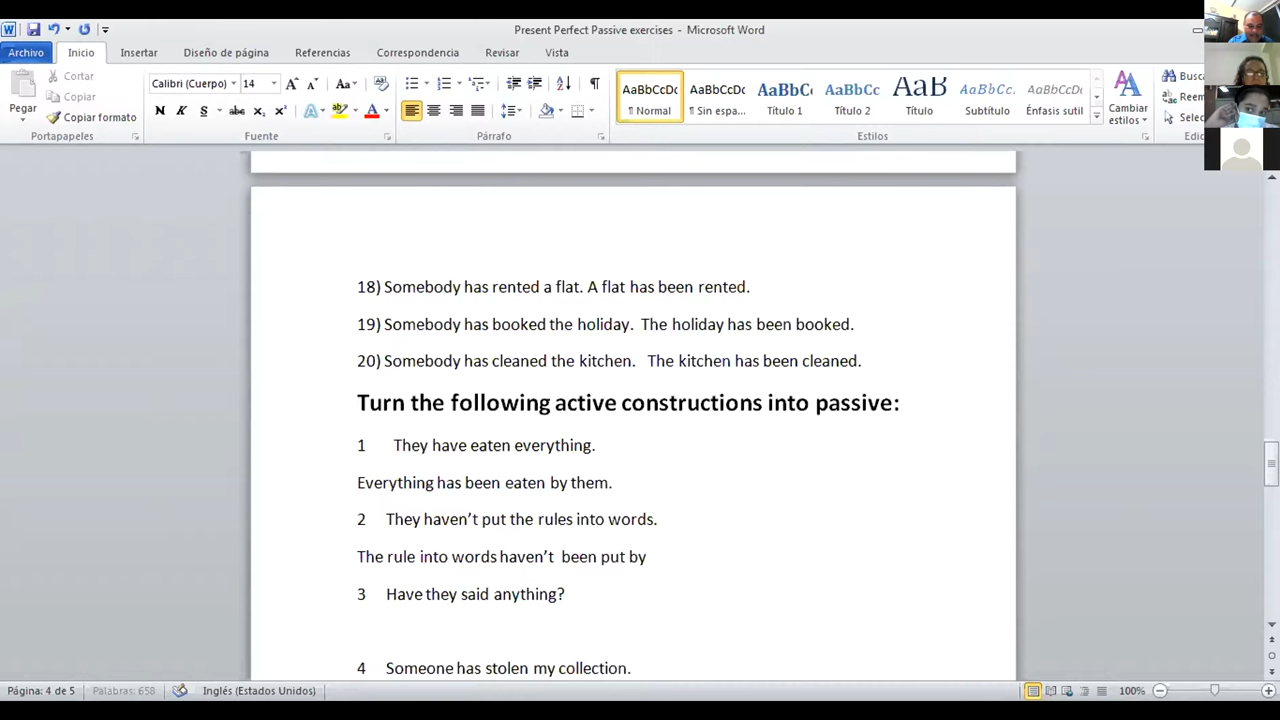 Present Perfect Passive exercises - Microsoft Word
Archivo Inicio Insertar Diseño de página Referencias Correspondencia Revisar Vista
Pegar
Cortar
Copiar
Copiar formato
Portapapeles
Calibri (Cuerpo) 14
N K S abc x₂ x²
Fuente
Párrafo
AaBbCcDc AaBbCcDc AaBbC AaBbCc AaB AaBbCc. AaBbCcDc
¶ Normal ¶ Sin espa... Título 1 Título 2 Título Subtítulo Énfasis sutil
Cambiar estilos
Estilos
18) Somebody has rented a flat. A flat has been rented.
19) Somebody has booked the holiday. The holiday has been booked.
20) Somebody has cleaned the kitchen. The kitchen has been cleaned.
Turn the following active constructions into passive:
1 They have eaten everything.
Everything has been eaten by them.
2 They haven’t put the rules into words.
The rule into words haven’t been put by
3 Have they said anything?
4 Someone has stolen my collection.
Página: 4 de 5 Palabras: 658 Inglés (Estados Unidos) 100%